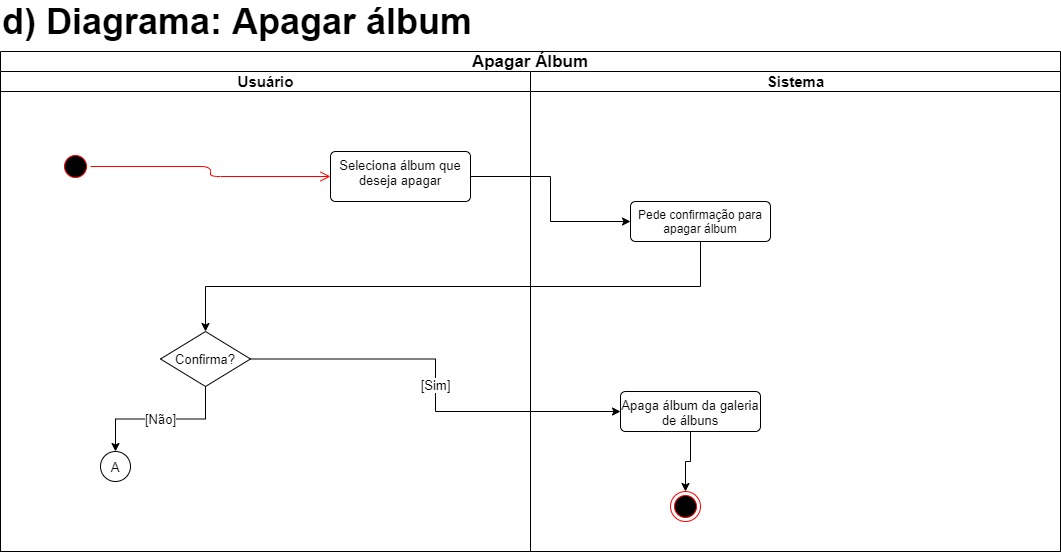 d) Diagrama: Apagar álbum
Apagar Álbum
Usuário
Sistema
Seleciona álbum que
deseja apagar
Pede confirmação para
apagar álbum
Confirma?
[Sim]
Apaga álbum da galeria
de álbuns
[Não]
A